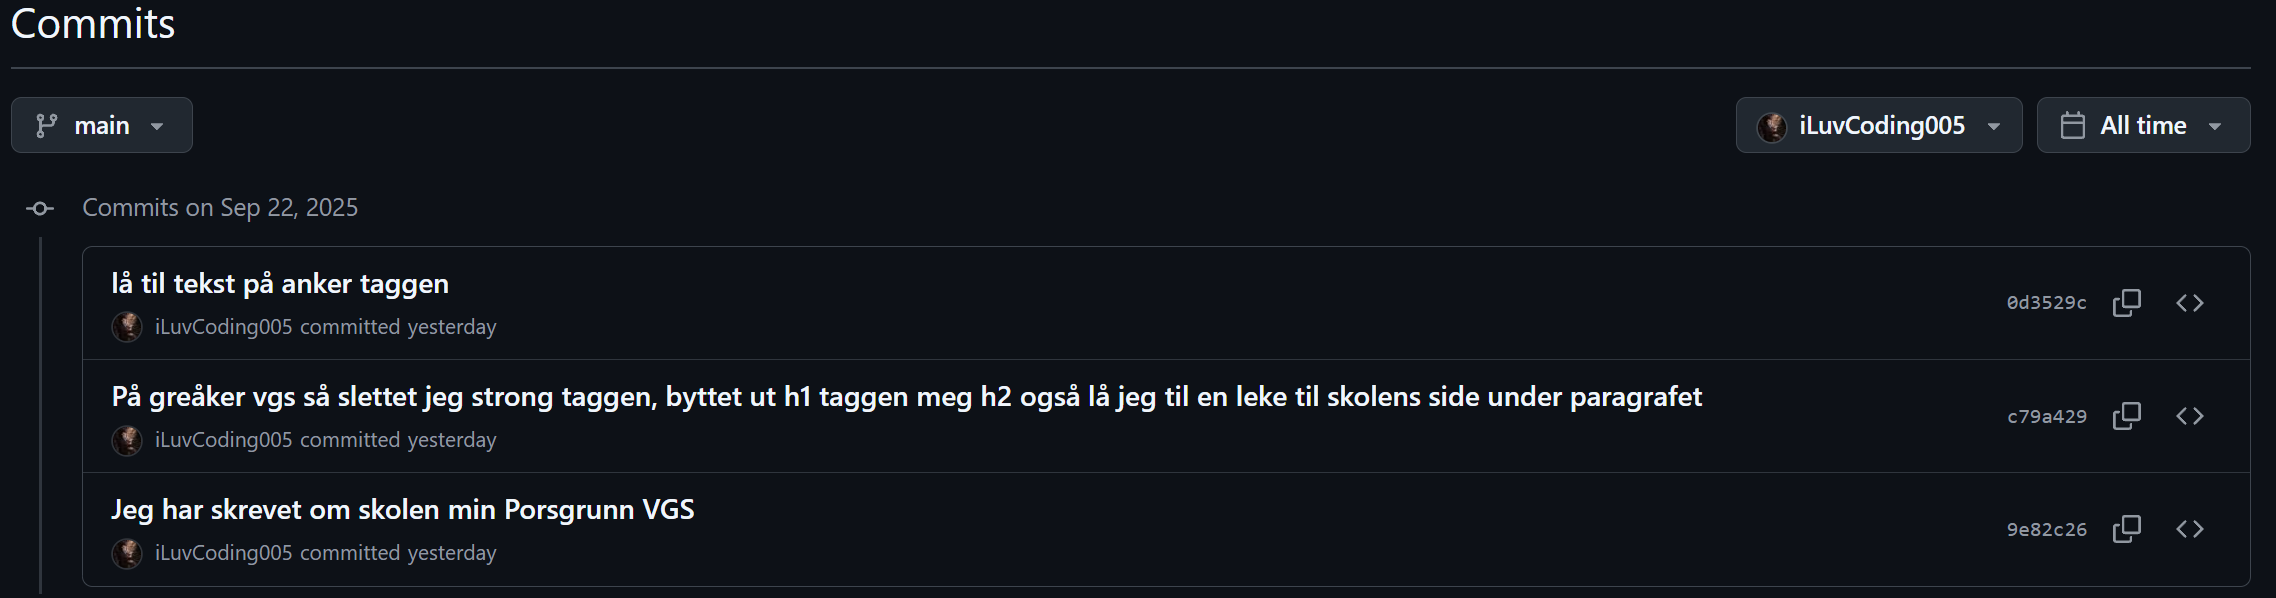 Commits
main
iLuvCoding005
All time
Commits on Sep 22, 2025
lå til tekst på anker taggen
iLuvCoding005 committed yesterday
0d3529c
På greåker vgs så slettet jeg strong taggen, byttet ut h1 taggen meg h2 også lå jeg til en leke til skolens side under paragrafet
iLuvCoding005 committed yesterday
c79a429
Jeg har skrevet om skolen min Porsgrunn VGS
iLuvCoding005 committed yesterday
9e82c26